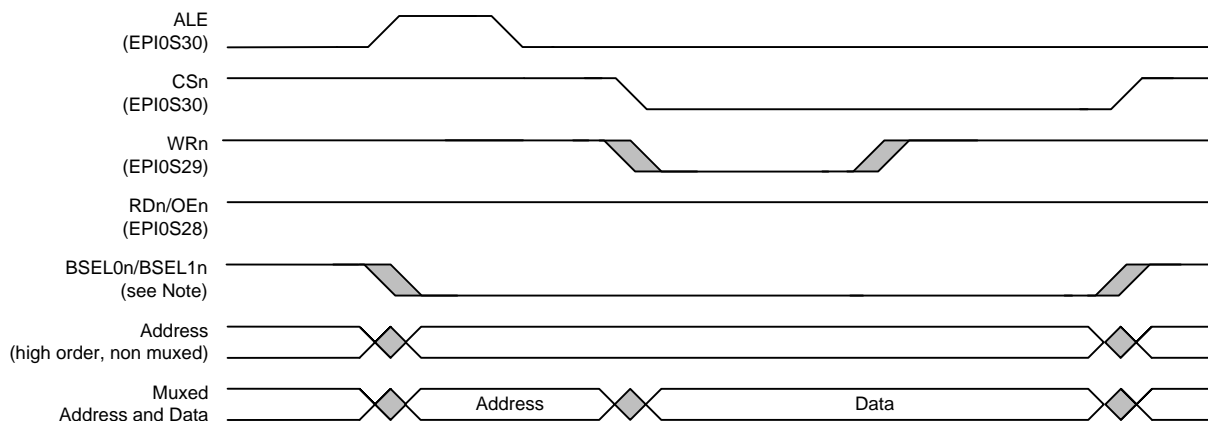 ALE
(EPI0S30)
CSn
(EPI0S30)
WRn
(EPI0S29)
RDn/OEn
(EPI0S28)
BSEL0n/BSEL1n
(see Note)
Address
(high order, non muxed)
Muxed
Address and Data
Address
Data